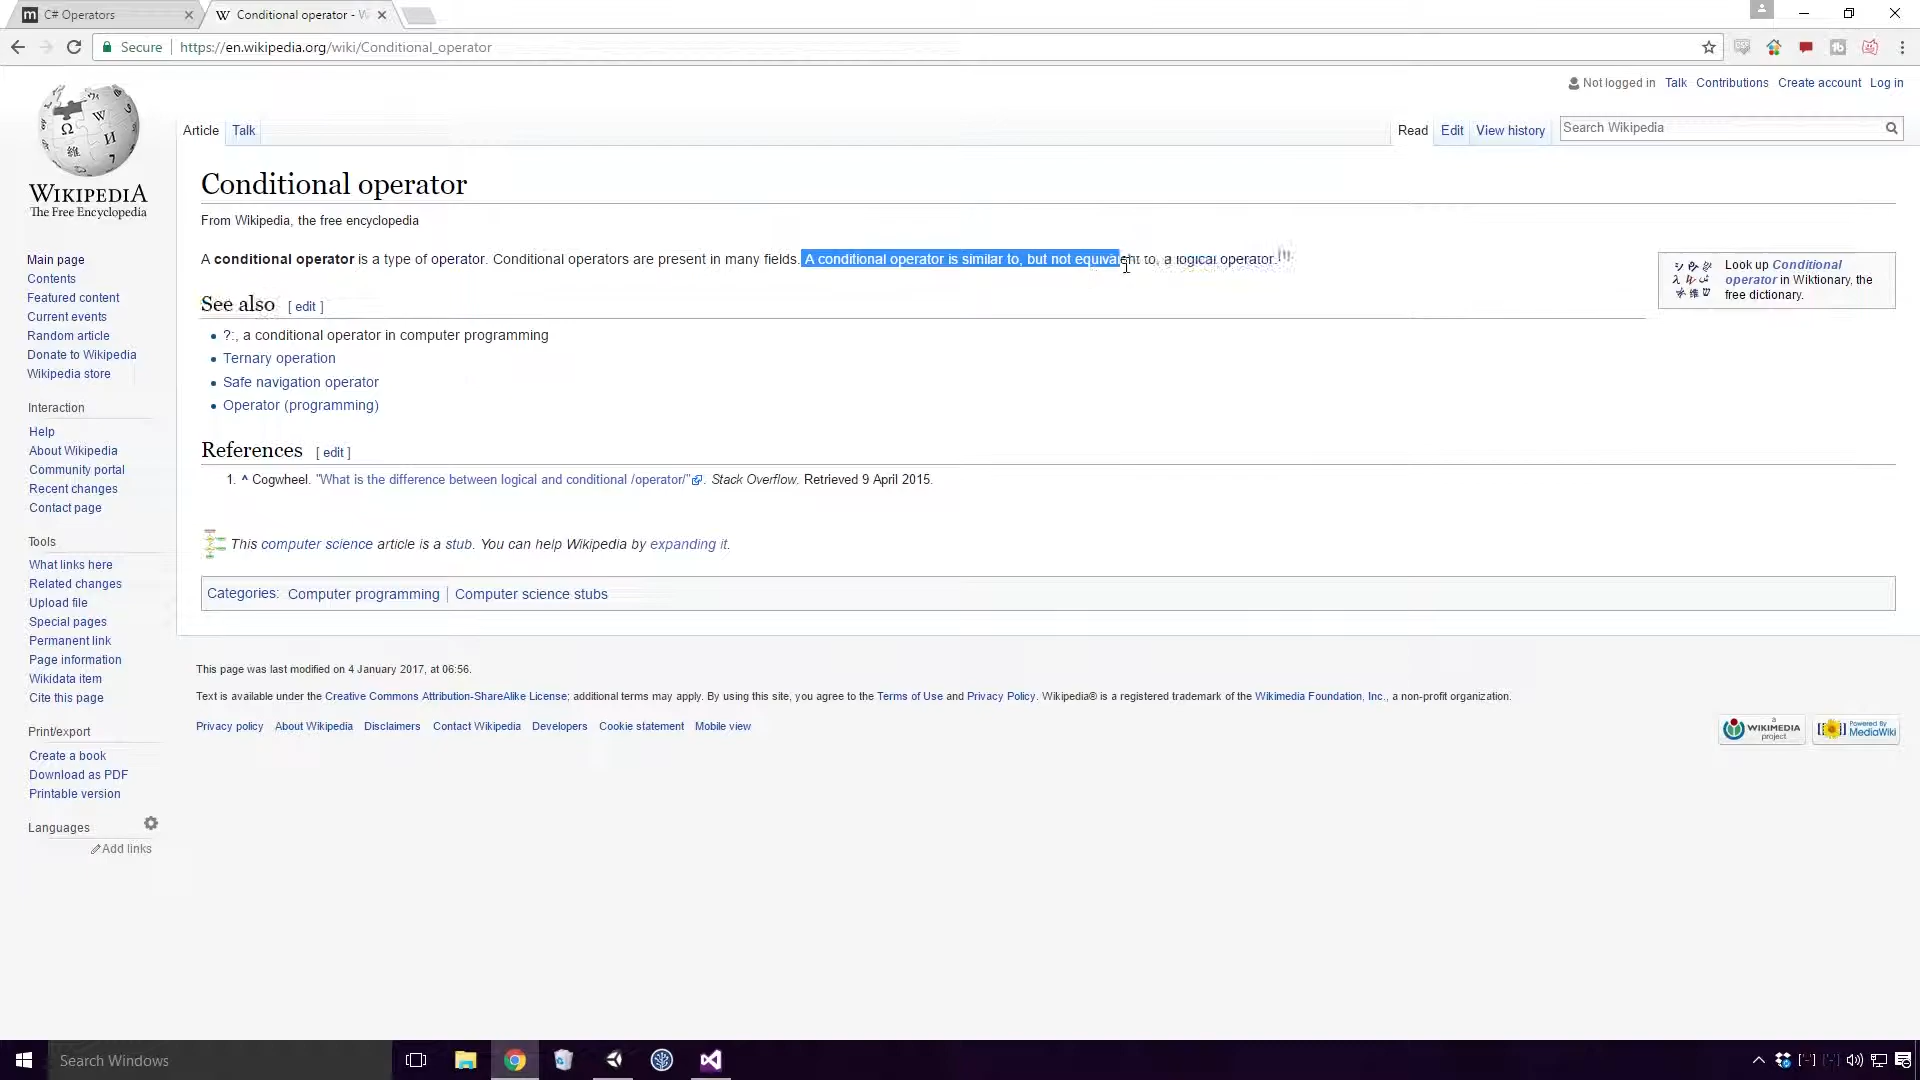 C# Operators
Conditional operator - W
Secure
https://en.wikipedia.org/wiki/Conditional_operator
Not logged in Talk Contributions Create account Log in
Article Talk
Read Edit View history
Search Wikipedia
WIKIPEDIA
The Free Encyclopedia
Main page
Contents
Featured content
Current events
Random article
Donate to Wikipedia
Wikipedia store
Interaction
Help
About Wikipedia
Community portal
Recent changes
Contact page
Tools
What links here
Related changes
Upload file
Special pages
Permanent link
Page information
Wikidata item
Cite this page
Print/export
Create a book
Download as PDF
Printable version
Languages
Add links
Conditional operator
From Wikipedia, the free encyclopedia
A conditional operator is a type of operator. Conditional operators are present in many fields. A conditional operator is similar to, but not equivalent to, a logical operator.
Look up Conditional
operator in Wiktionary, the
free dictionary.
See also [ edit ]
?:, a conditional operator in computer programming
Ternary operation
Safe navigation operator
Operator (programming)
References [ edit ]
1. ^ Cogwheel. "What is the difference between logical and conditional /operator/". Stack Overflow. Retrieved 9 April 2015.
This computer science article is a stub. You can help Wikipedia by expanding it.
Categories: Computer programming | Computer science stubs
This page was last modified on 4 January 2017, at 06:56.
Text is available under the Creative Commons Attribution-ShareAlike License; additional terms may apply. By using this site, you agree to the Terms of Use and Privacy Policy. Wikipedia® is a registered trademark of the Wikimedia Foundation, Inc., a non-profit organization.
Privacy policy About Wikipedia Disclaimers Contact Wikipedia Developers Cookie statement Mobile view
a
WIKIMEDIA
project
Powered By
MediaWiki
Search Windows